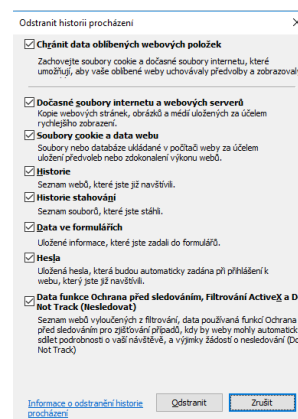 Odstranit historii procházení
Chránit data oblíbených webových položek
Zachovejte soubory cookie a dočasné soubory internetu, které
umožňují, aby vaše oblíbené weby uchovávaly předvolby a zobrazoval
Dočasné soubory internetu a webových serverů
Kopie webových stránek, obrázků a médií uložených za účelem
rychlejšího zobrazení.
Soubory cookie a data webu
Soubory nebo databáze ukládané v počítači weby za účelem
uložení předvoleb nebo zdokonalení výkonu webů.
Historie
Seznam webů, které jste již navštívili.
Historie stahování
Seznam souborů, které jste stáhli.
Data ve formulářích
Uložené informace, které jste zadali do formulářů.
Hesla
Uložená hesla, která budou automaticky zadána při přihlášení k
webu, který jste již navštívili.
Data funkce Ochrana před sledováním, Filtrování ActiveX a D
Not Track (Nesledovat)
Seznam webů vyloučených z filtrování, data používaná funkcí Ochrana
před sledováním pro zjišťování případů, kdy by weby mohly automatick
sdílet podrobnosti o vaší návštěvě, a výjimky žádostí o nesledování (Do
Not Track)
Informace o odstranění historie
procházení
Odstranit
Zrušit